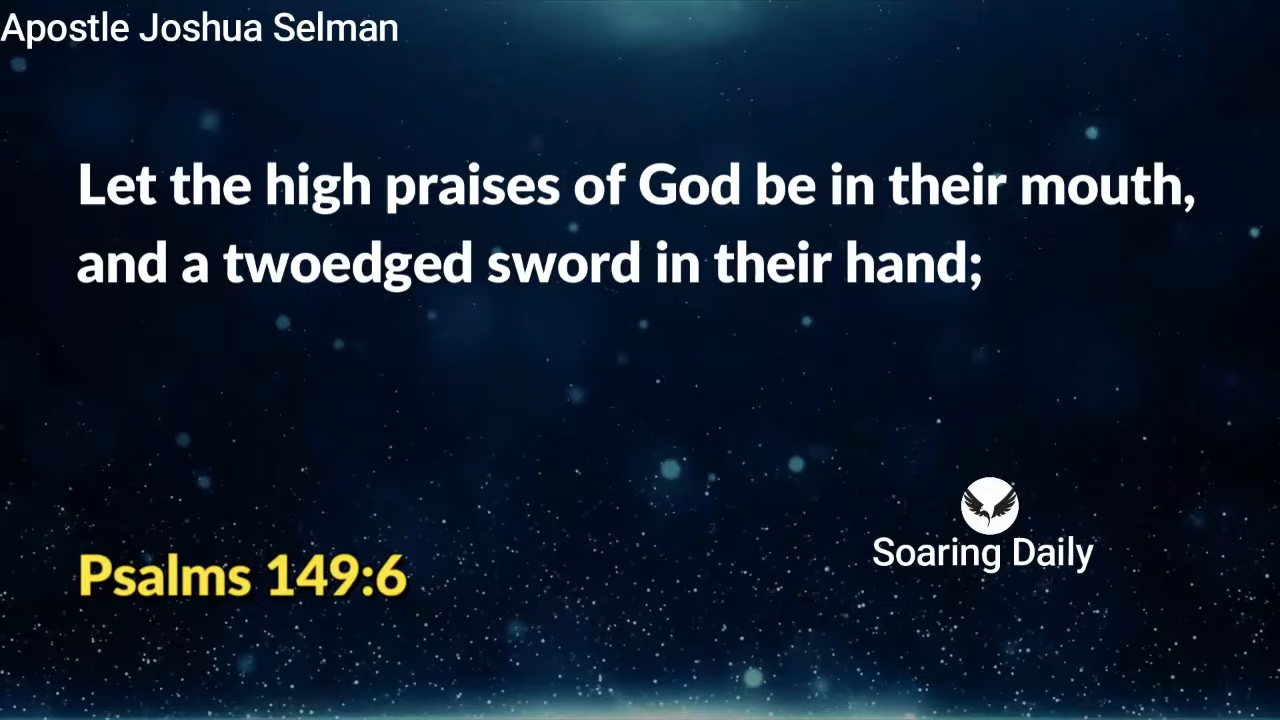 Apostle Joshua Selman
Let the high praises of God be in their mouth,
and a twoedged sword in their hand;
Soaring Daily
Psalms 149:6